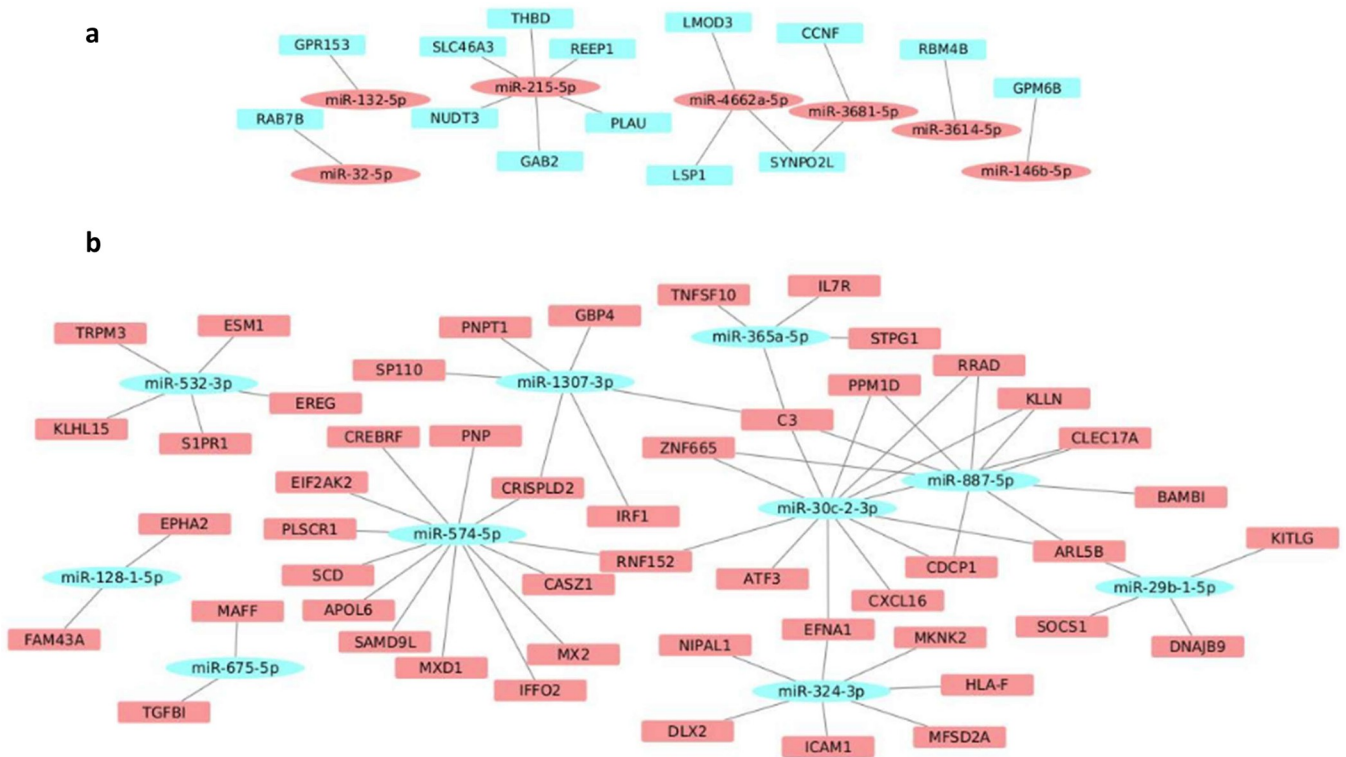 a
THBD
LMOD3
CCNF
GPR153
SLC46A3
REEP1
RBM4B
miR-215-5p
GPM6B
miR-132-5p
miR-4662a-5p
miR-3681-5p
RAB7B
NUDT3
PLAU
miR-3614-5p
GAB2
SYNPO2L
miR-32-5p
LSP1
miR-146b-5p
b
TNFSF10
IL7R
TRPM3
ESM1
PNPT1
GBP4
miR-365a-5p
STPG1
SP110
miR-532-3p
miR-1307-3p
PPM1D
RRAD
EREG
KLLN
KLHL15
S1PR1
CREBRF
PNP
C3
CLEC17A
ZNF665
EIF2AK2
CRISPLD2
miR-887-5p
BAMBI
EPHA2
PLSCR1
miR-574-5p
IRF1
miR-30c-2-3p
KITLG
miR-128-1-5p
SCD
CASZ1
RNF152
ATF3
CDCP1
ARL5B
miR-29b-1-5p
MAFF
APOL6
CXCL16
FAM43A
SAMD9L
EFNA1
SOCS1
miR-675-5p
MXD1
MX2
NIPAL1
MKNK2
DNAJB9
IFFO2
miR-324-3p
HLA-F
TGFBI
DLX2
ICAM1
MFSD2A